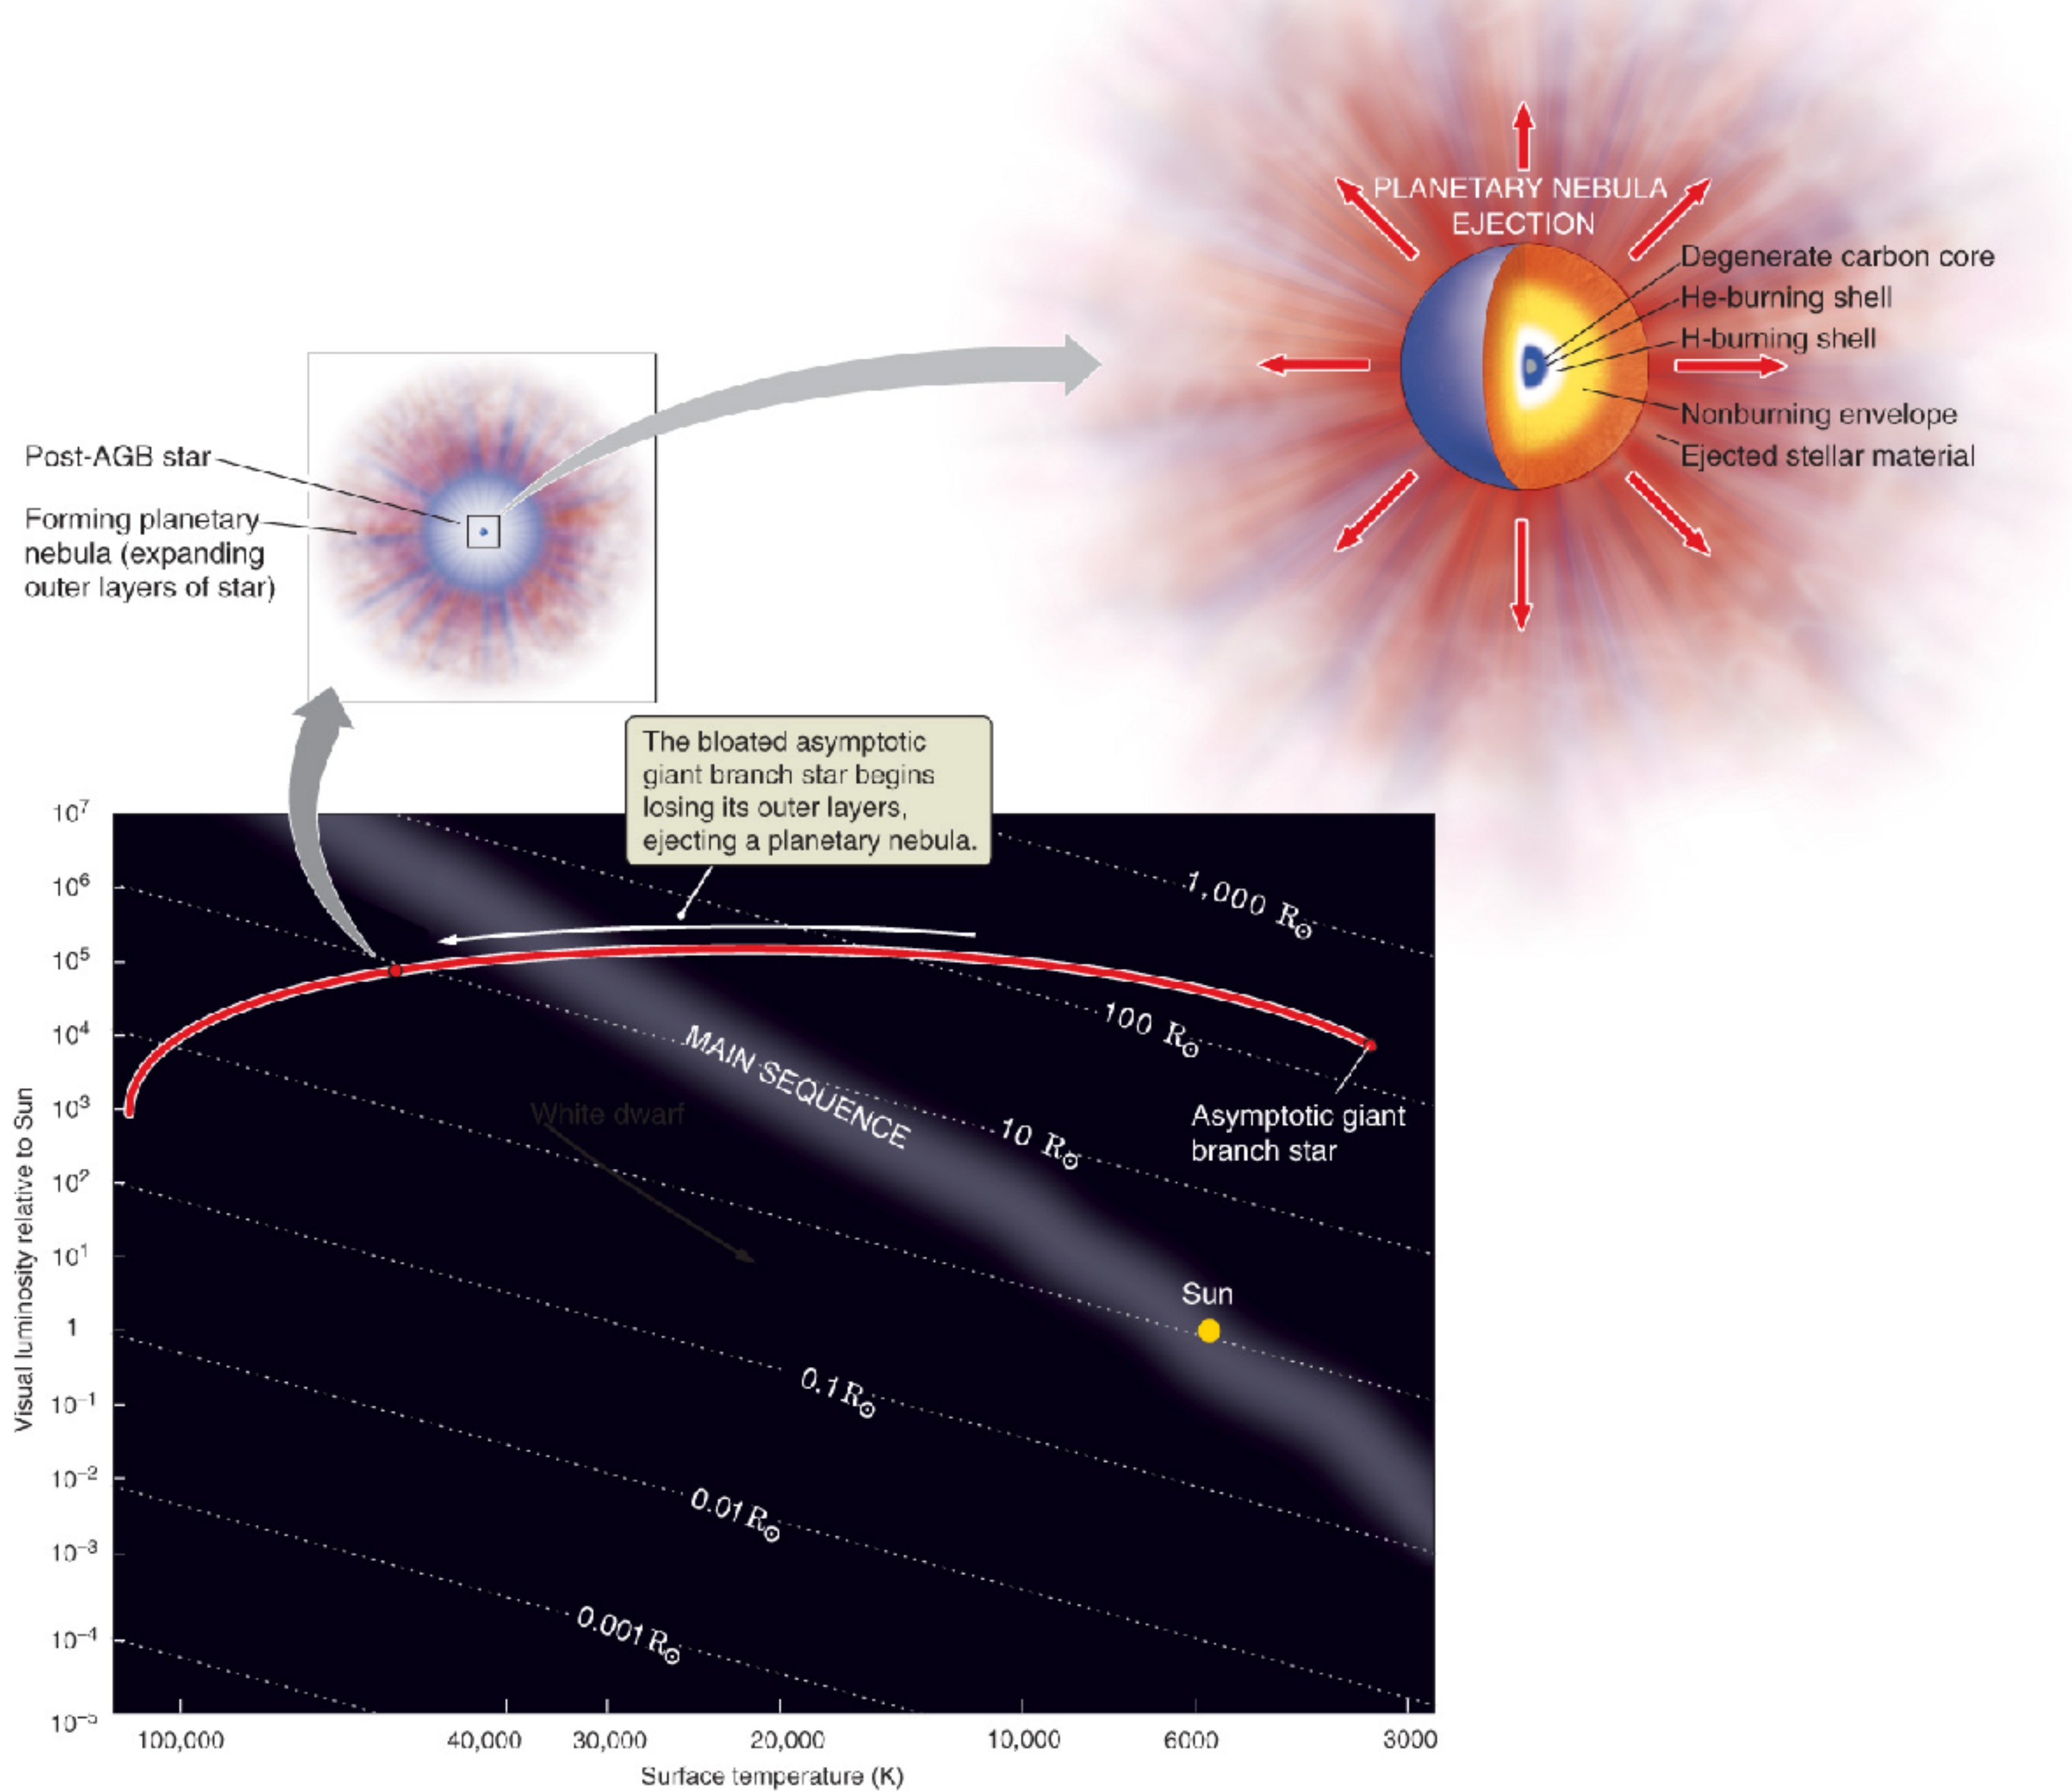 PLANETARY NEBULA
EJECTION
Degenerate carbon core
He-burning shell
H-burning shell
Nonburning envelope
Ejected stellar material
Post-AGB star
Forming planetary
nebula (expanding
outer layers of star)
The bloated asymptotic
giant branch star begins
losing its outer layers,
ejecting a planetary nebula.
Visual luminosity relative to Sun
10⁷
10⁶
10⁵
10⁴
10³
10²
10¹
1
10⁻¹
10⁻²
10⁻³
10⁻⁴
10⁻⁵
1,000 R⊙
100 R⊙
10 R⊙
0.1 R⊙
0.01 R⊙
0.001 R⊙
MAIN SEQUENCE
White dwarf
Asymptotic giant
branch star
Sun
100,000 40,000 30,000 20,000 10,000 6000 3000
Surface temperature (K)